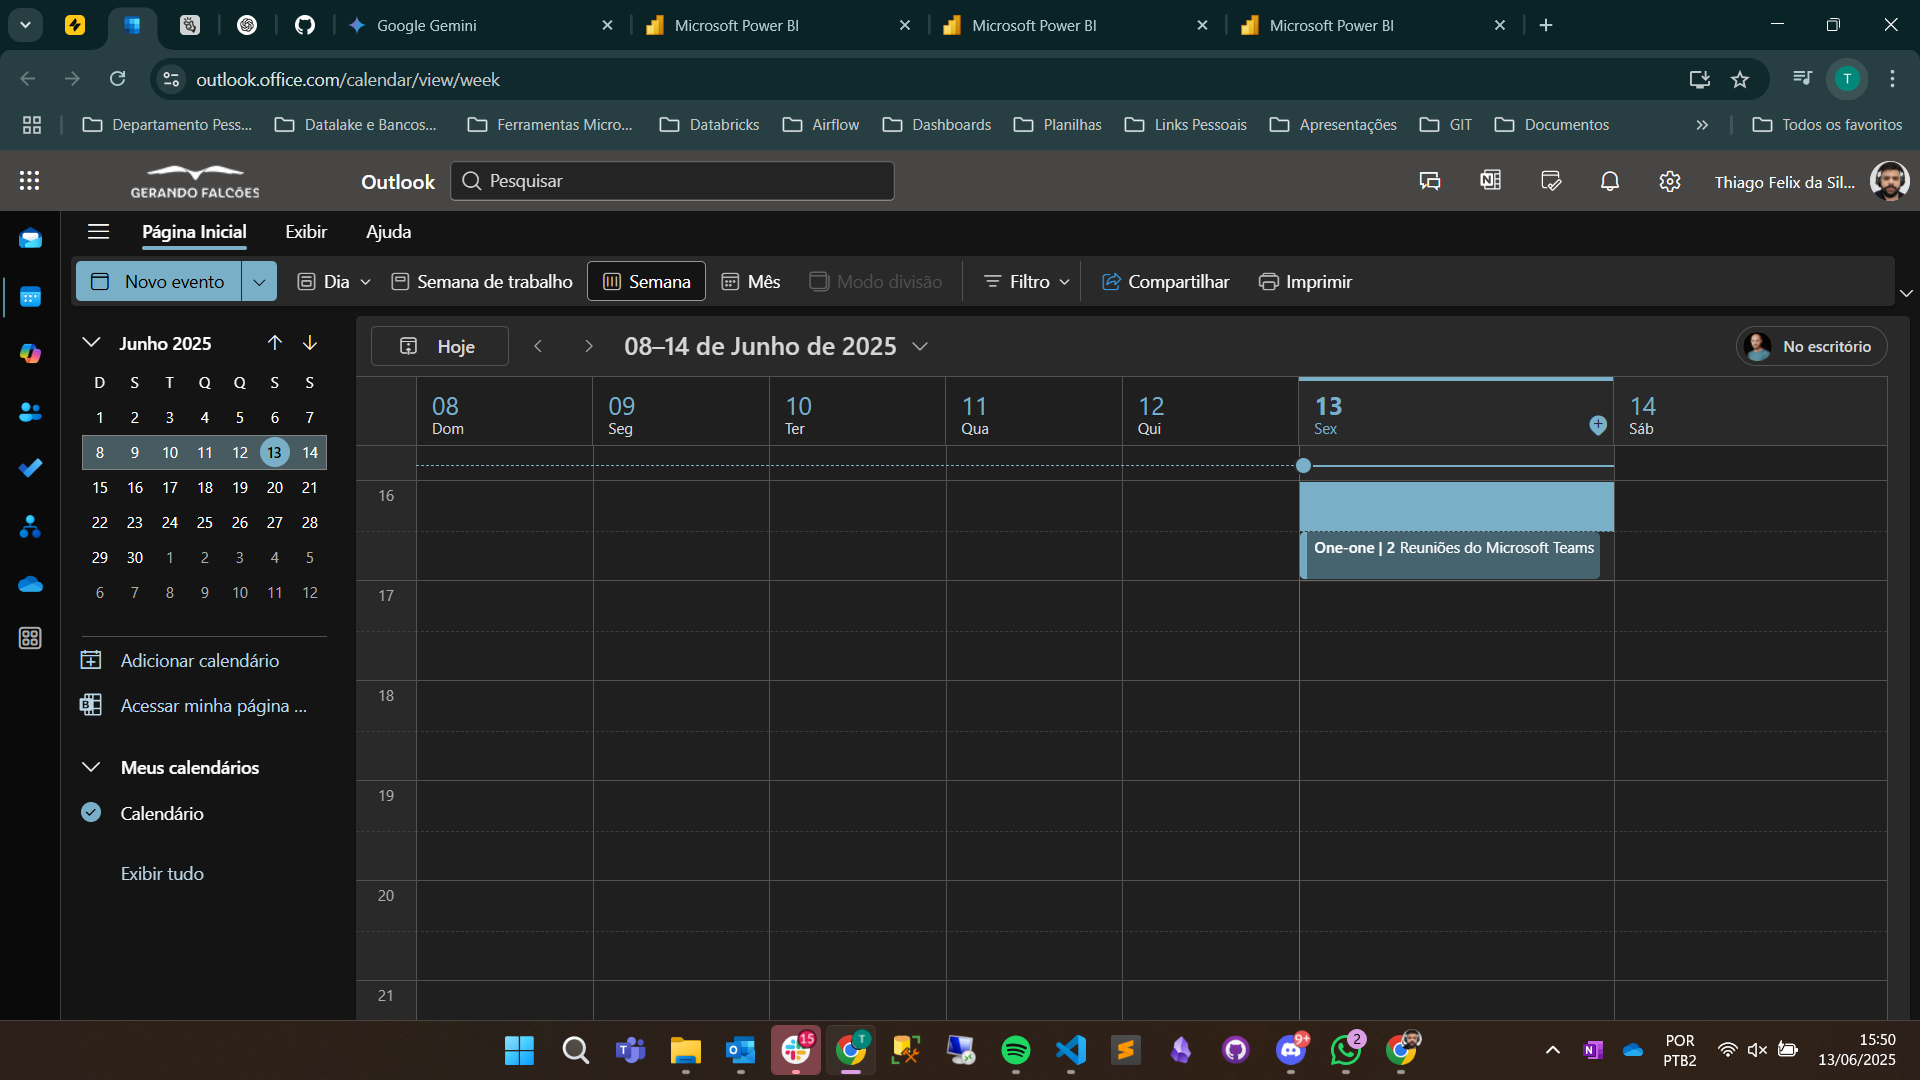 Google Gemini
Microsoft Power BI
Microsoft Power BI
Microsoft Power BI
outlook.office.com/calendar/view/week
T
Departamento Pess...
Datalake e Bancos...
Ferramentas Micro...
Databricks
Airflow
Dashboards
Planilhas
Links Pessoais
Apresentações
GIT
Documentos
Todos os favoritos
GERANDO FALCÕES
Outlook
Pesquisar
Thiago Felix da Sil...
Página Inicial
Exibir
Ajuda
Novo evento
Dia
Semana de trabalho
Semana
Mês
Modo divisão
Filtro
Compartilhar
Imprimir
Junho 2025
D S T Q Q S S
1 2 3 4 5 6 7
8 9 10 11 12 13 14
15 16 17 18 19 20 21
22 23 24 25 26 27 28
29 30 1 2 3 4 5
6 7 8 9 10 11 12
Adicionar calendário
Acessar minha página ...
Meus calendários
Calendário
Exibir tudo
Hoje
08–14 de Junho de 2025
No escritório
08
Dom
09
Seg
10
Ter
11
Qua
12
Qui
13
Sex
14
Sáb
16
One-one | 2 Reuniões do Microsoft Teams
17
18
19
20
21
15
T
9+
2
POR
PTB2
15:50
13/06/2025